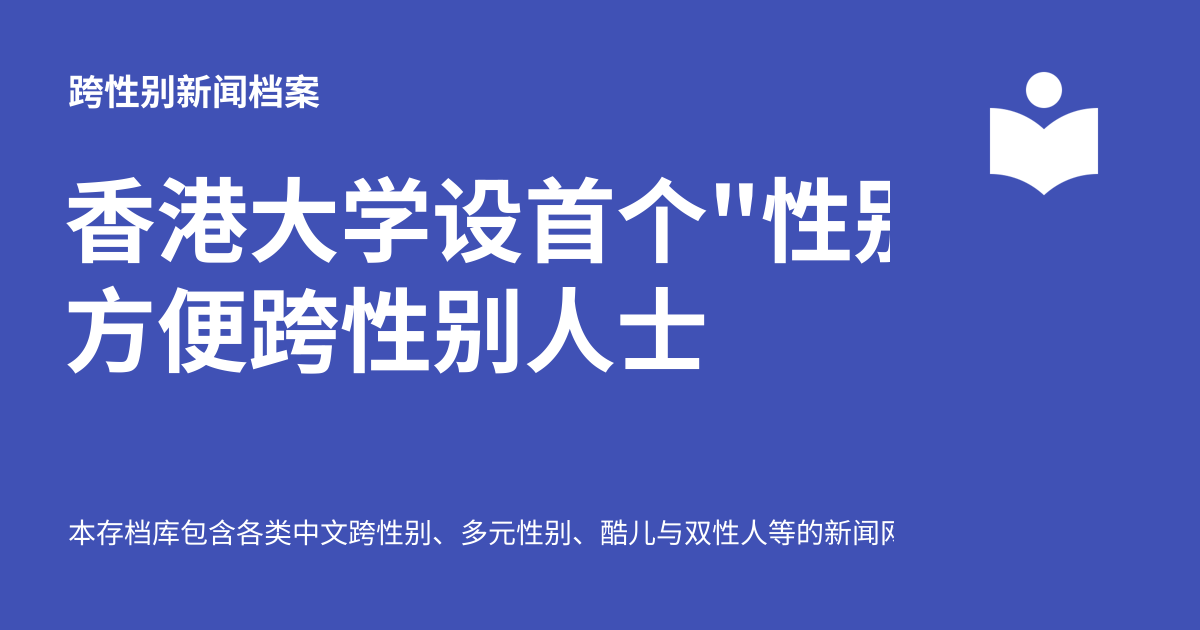 跨性别新闻档案
香港大学设首个"性别
方便跨性别人士
本存档库包含各类中文跨性别、多元性别、酷儿与双性人等的新闻网